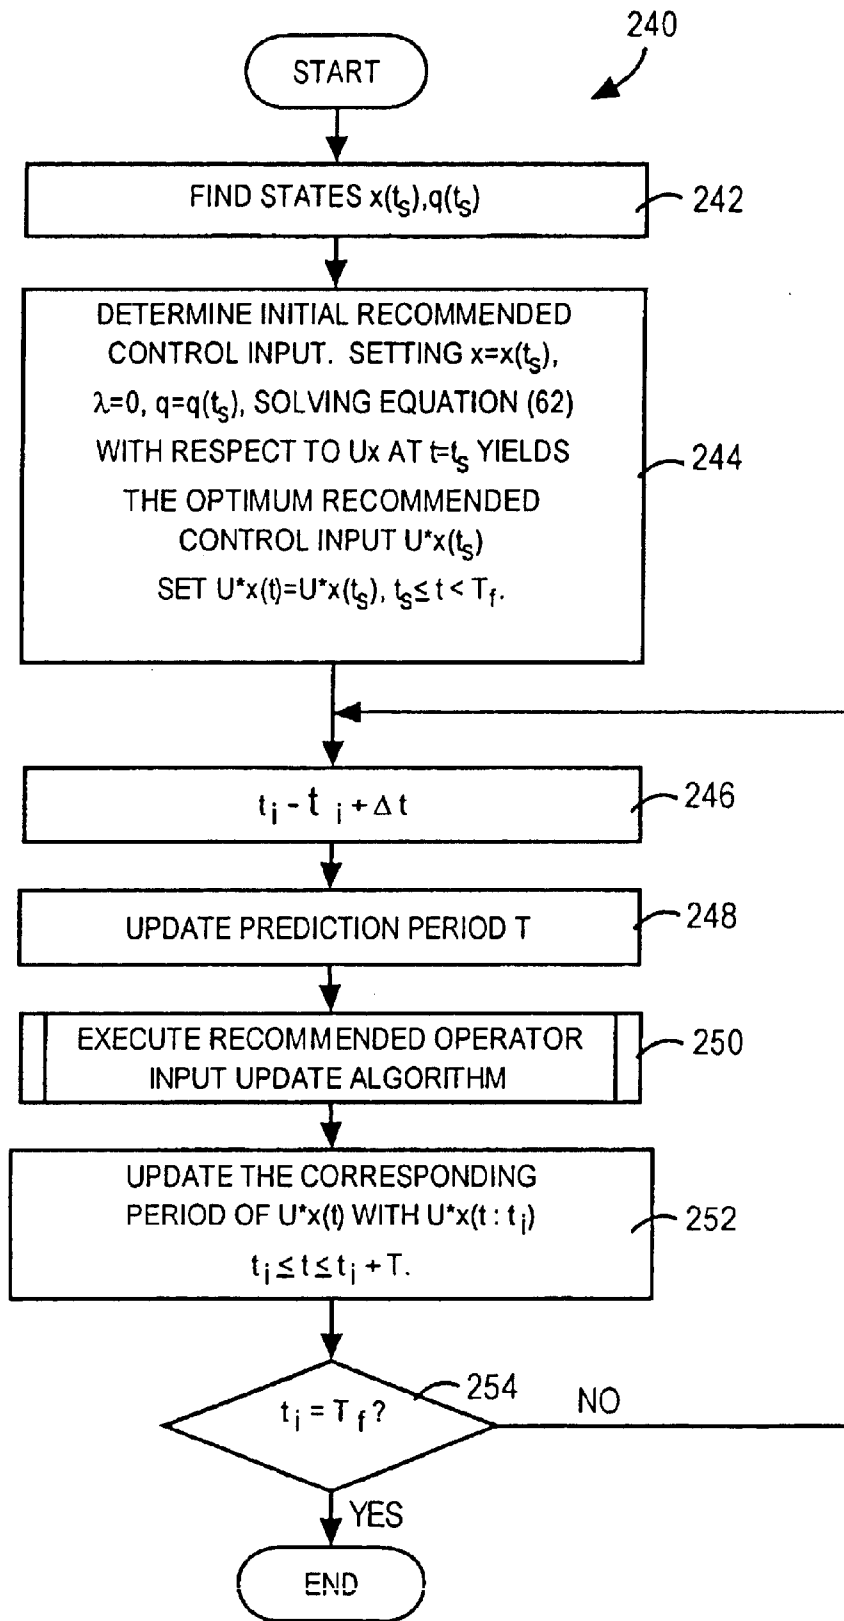 240
START
FIND STATES x(tₛ),q(tₛ)
242
DETERMINE INITIAL RECOMMENDED
CONTROL INPUT. SETTING x=x(tₛ),
λ=0, q=q(tₛ), SOLVING EQUATION (62)
WITH RESPECT TO Ux AT t=tₛ YIELDS
THE OPTIMUM RECOMMENDED
CONTROL INPUT U*x(tₛ)
SET U*x(t)=U*x(tₛ), tₛ ≤ t < T_f.
244
tᵢ - t ᵢ + Δt
246
UPDATE PREDICTION PERIOD T
248
EXECUTE RECOMMENDED OPERATOR
INPUT UPDATE ALGORITHM
250
UPDATE THE CORRESPONDING
PERIOD OF U*x(t) WITH U*x(t : tᵢ)
tᵢ ≤ t ≤ tᵢ + T.
252
tᵢ = T_f ?
254
NO
YES
END